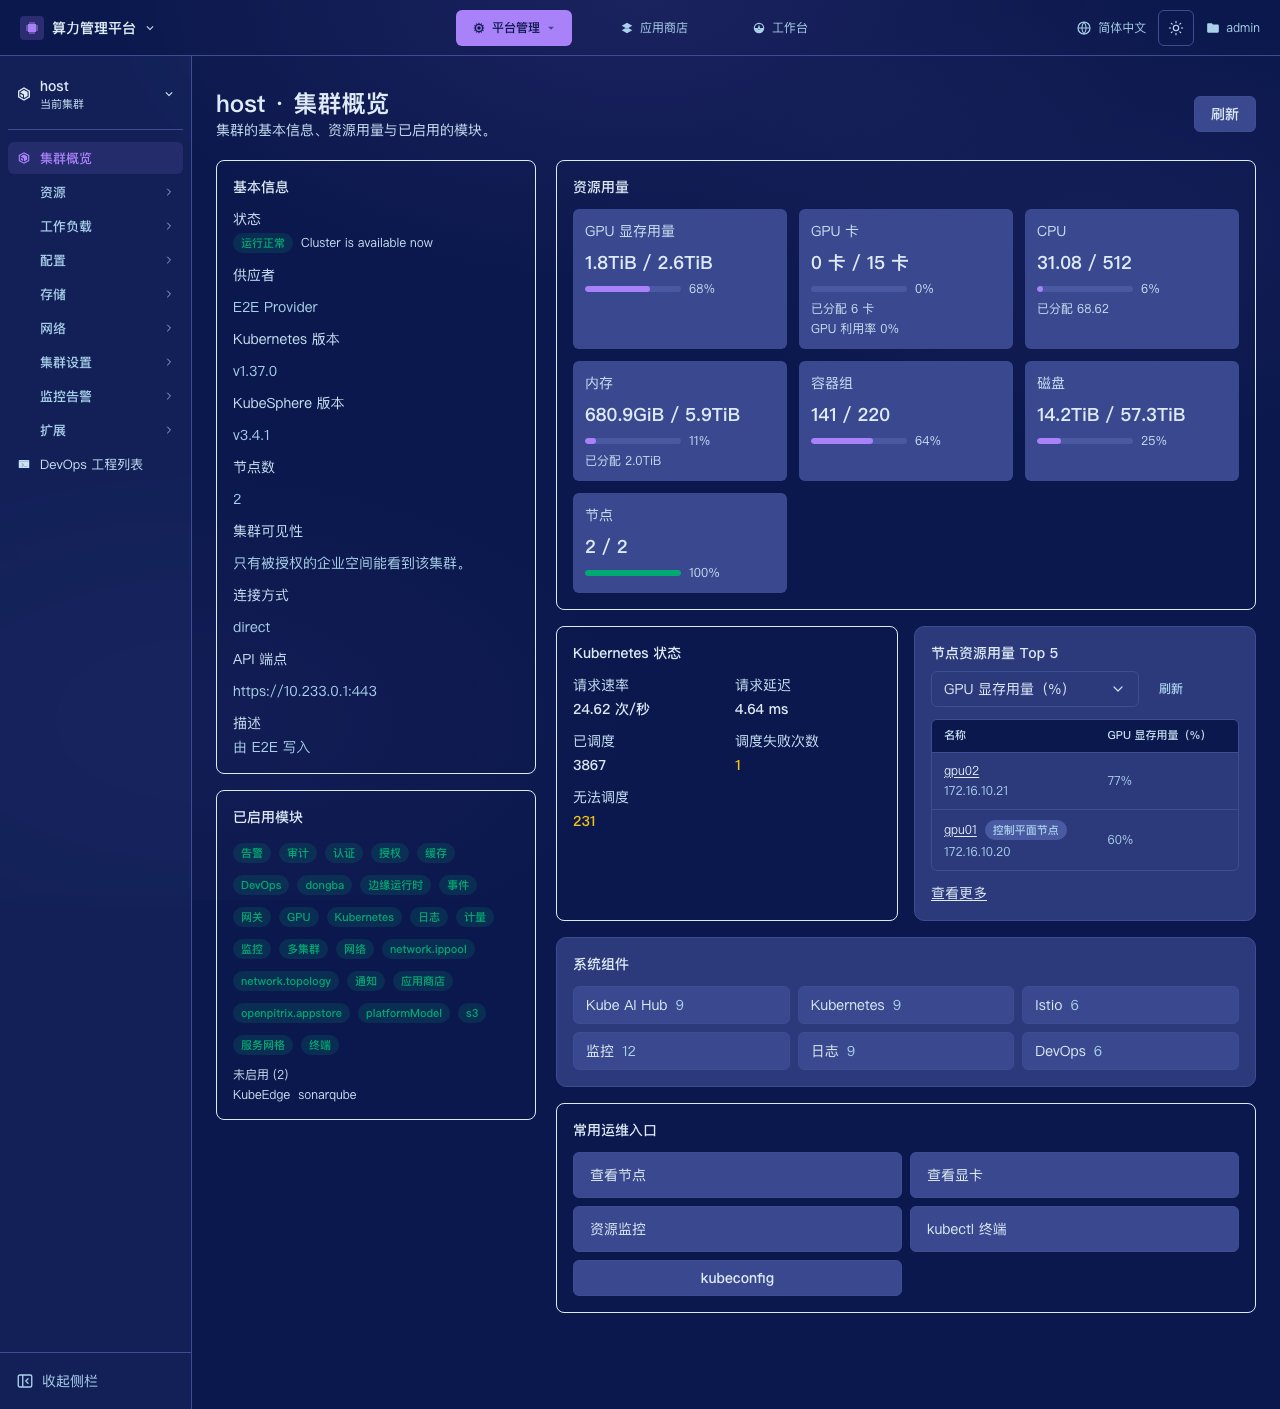 算力管理平台
平台管理
应用商店
工作台
简体中文
admin
host
当前集群
集群概览
资源
工作负载
配置
存储
网络
集群设置
监控告警
扩展
DevOps 工程列表
收起侧栏
host · 集群概览
集群的基本信息、资源用量与已启用的模块。
刷新
基本信息
状态
运行正常 Cluster is available now
供应者
E2E Provider
Kubernetes 版本
v1.37.0
KubeSphere 版本
v3.4.1
节点数
2
集群可见性
只有被授权的企业空间能看到该集群。
连接方式
direct
API 端点
https://10.233.0.1:443
描述
由 E2E 写入
已启用模块
告警 审计 认证 授权 缓存
DevOps dongba 边缘运行时 事件
网关 GPU Kubernetes 日志 计量
监控 多集群 网络 network.ippool
network.topology 通知 应用商店
openpitrix.appstore platformModel s3
服务网格 终端
未启用 (2)
KubeEdge sonarqube
资源用量
GPU 显存用量
1.8TiB / 2.6TiB
68%
GPU 卡
0 卡 / 15 卡
0%
已分配 6 卡
GPU 利用率 0%
CPU
31.08 / 512
6%
已分配 68.62
内存
680.9GiB / 5.9TiB
11%
已分配 2.0TiB
容器组
141 / 220
64%
磁盘
14.2TiB / 57.3TiB
25%
节点
2 / 2
100%
Kubernetes 状态
请求速率
24.62 次/秒
请求延迟
4.64 ms
已调度
3867
调度失败次数
1
无法调度
231
节点资源用量 Top 5
GPU 显存用量（%）
刷新
名称 GPU 显存用量（%）
gpu02
172.16.10.21
77%
gpu01 控制平面节点
172.16.10.20
60%
查看更多
系统组件
Kube AI Hub 9
Kubernetes 9
Istio 6
监控 12
日志 9
DevOps 6
常用运维入口
查看节点
查看显卡
资源监控
kubectl 终端
kubeconfig